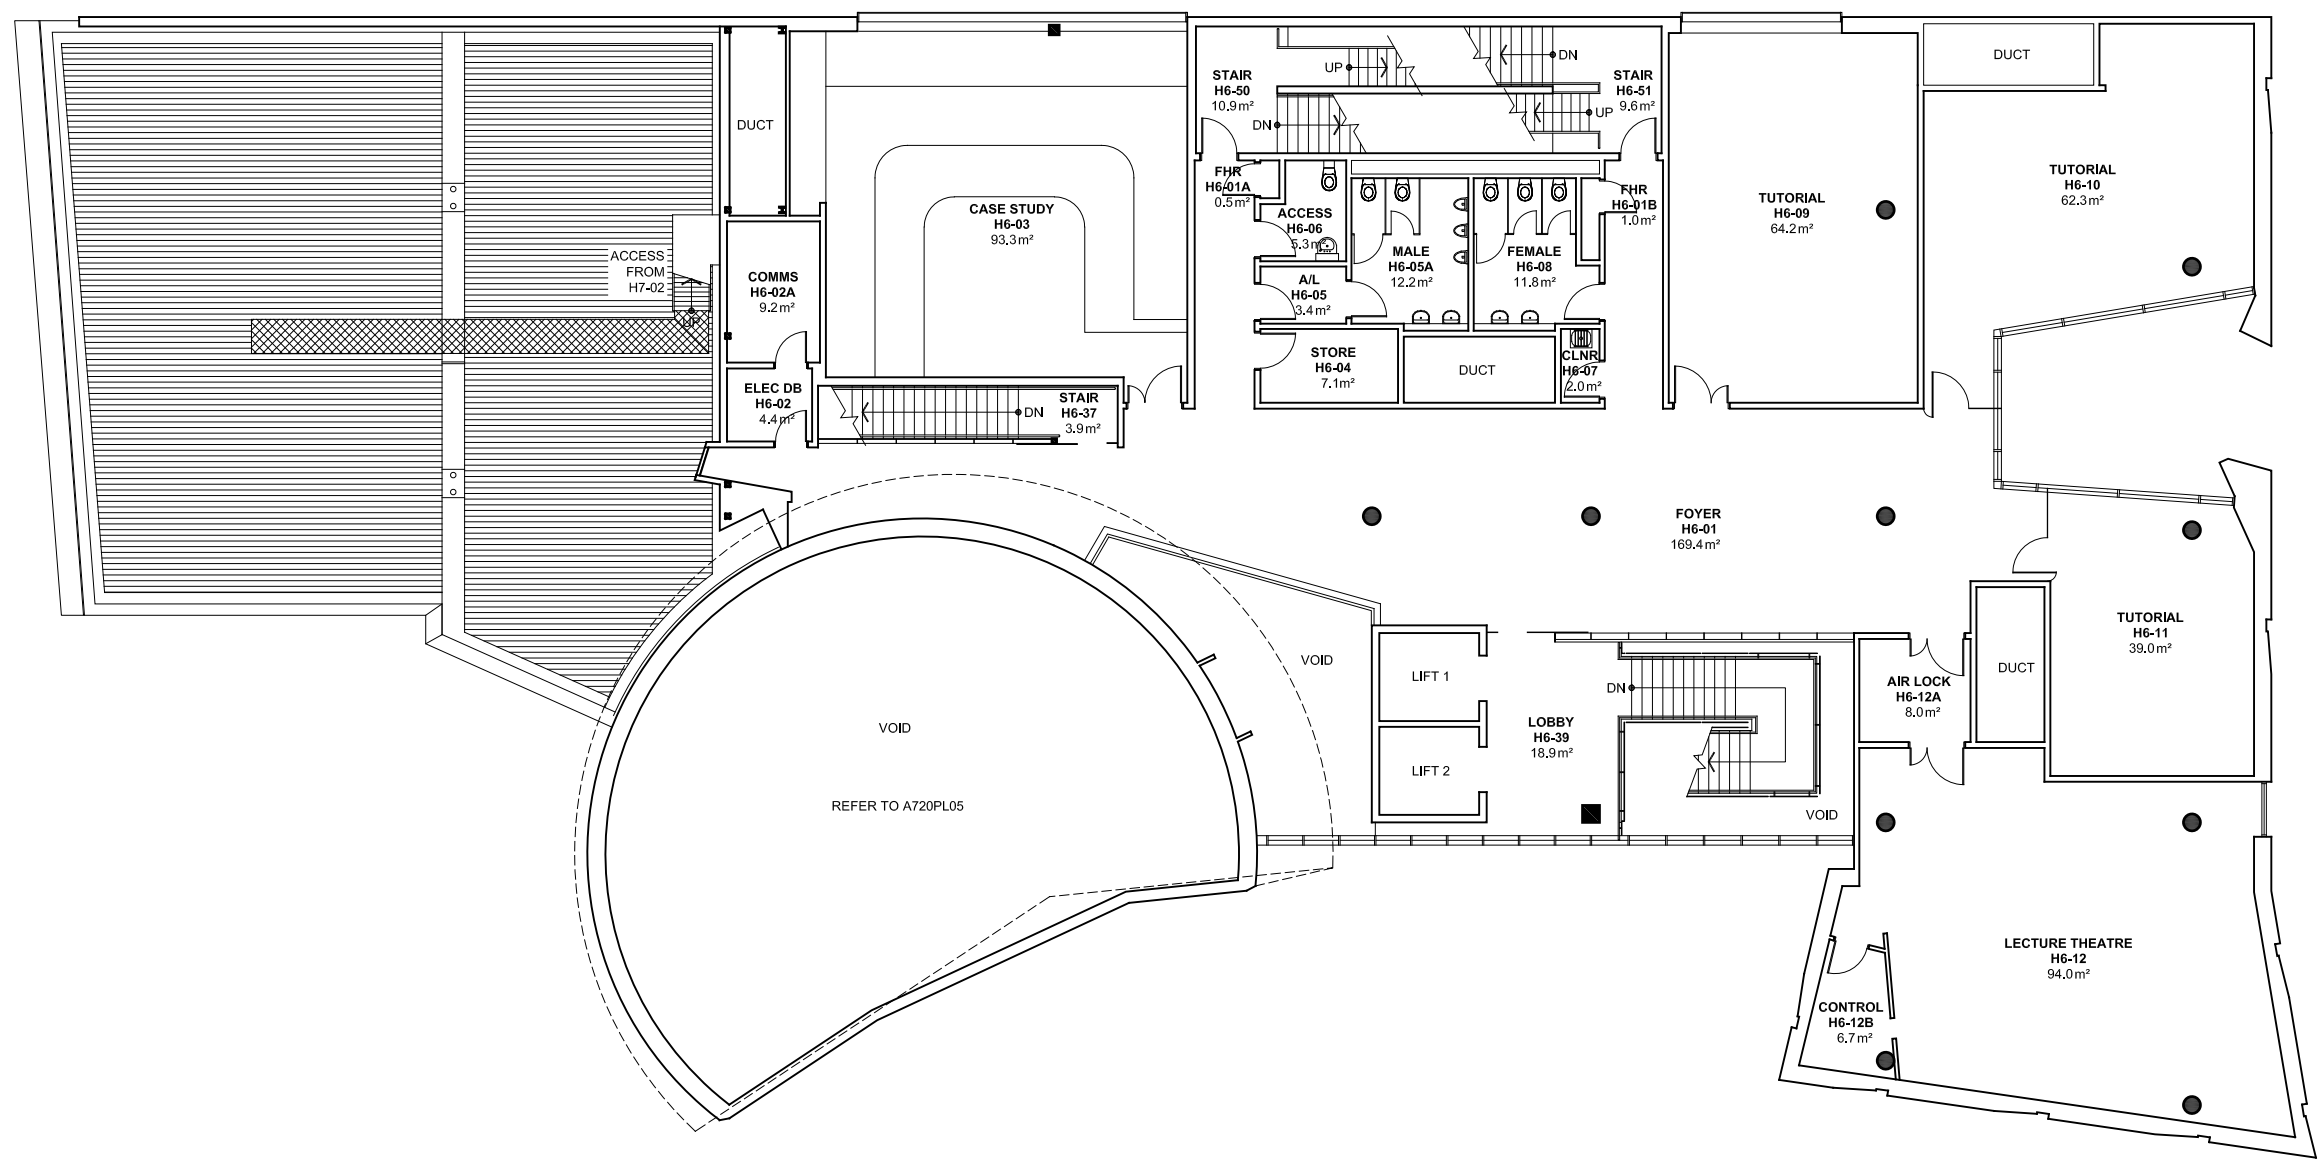 DUCT
STAIR
H6-50
10.9m²
UP
DN
DN
UP
STAIR
H6-51
9.6m²
DUCT
CASE STUDY
H6-03
93.3m²
FHR
H6-01A
0.5m²
ACCESS
H6-06
5.3m²
MALE
H6-05A
12.2m²
FEMALE
H6-08
11.8m²
FHR
H6-01B
1.0m²
TUTORIAL
H6-09
64.2m²
TUTORIAL
H6-10
62.3m²
ACCESS
FROM
H7-02
UP
COMMS
H6-02A
9.2m²
A/L
H6-05
3.4m²
STORE
H6-04
7.1m²
DUCT
CLNR
H6-07
2.0m²
ELEC DB
H6-02
4.4m²
DN
STAIR
H6-37
3.9m²
FOYER
H6-01
169.4m²
TUTORIAL
H6-11
39.0m²
DUCT
VOID
LIFT 1
LIFT 2
LOBBY
H6-39
18.9m²
DN
VOID
AIR LOCK
H6-12A
8.0m²
VOID
REFER TO A720PL05
LECTURE THEATRE
H6-12
94.0m²
CONTROL
H6-12B
6.7m²